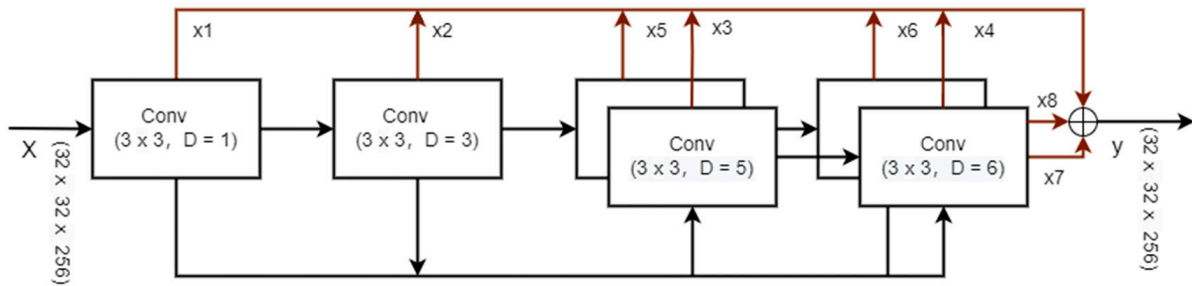 x1
x2
x5
x3
x6
x4
Conv
(3 x 3, D = 1)
Conv
(3 x 3, D = 3)
Conv
(3 x 3, D = 5)
Conv
(3 x 3, D = 6)
x8
x7
X
(32 x 32 x 256)
y
(32 x 32 x 256)